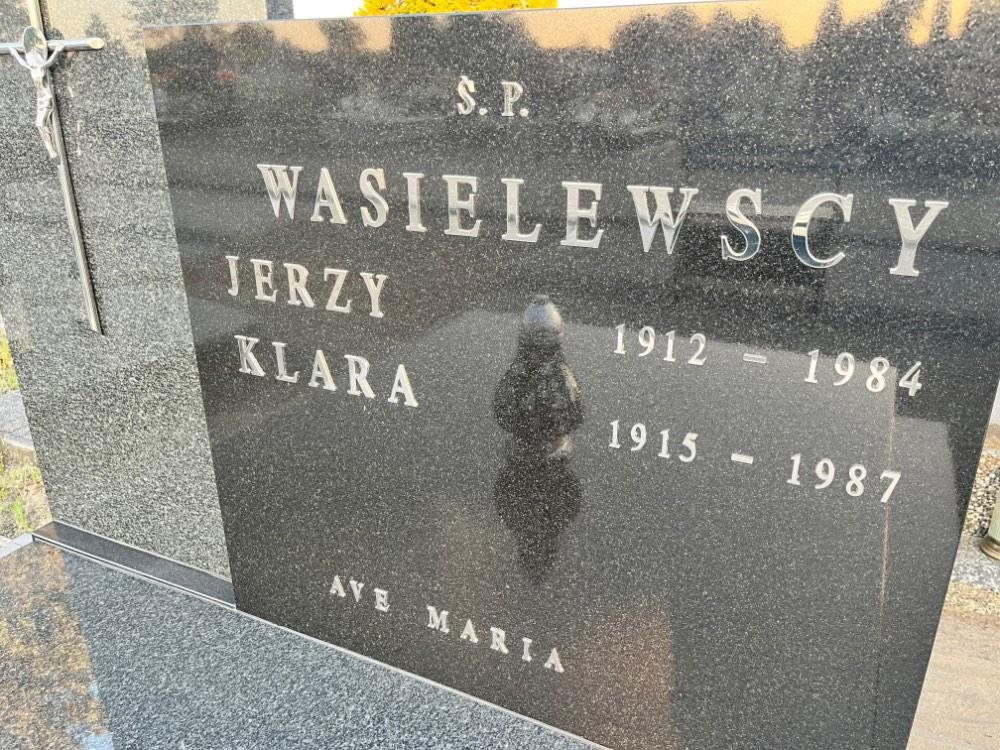 Ś. P.
WASIELEWSCY
JERZY 1912 – 1984
KLARA 1915 – 1987
AVE MARIA